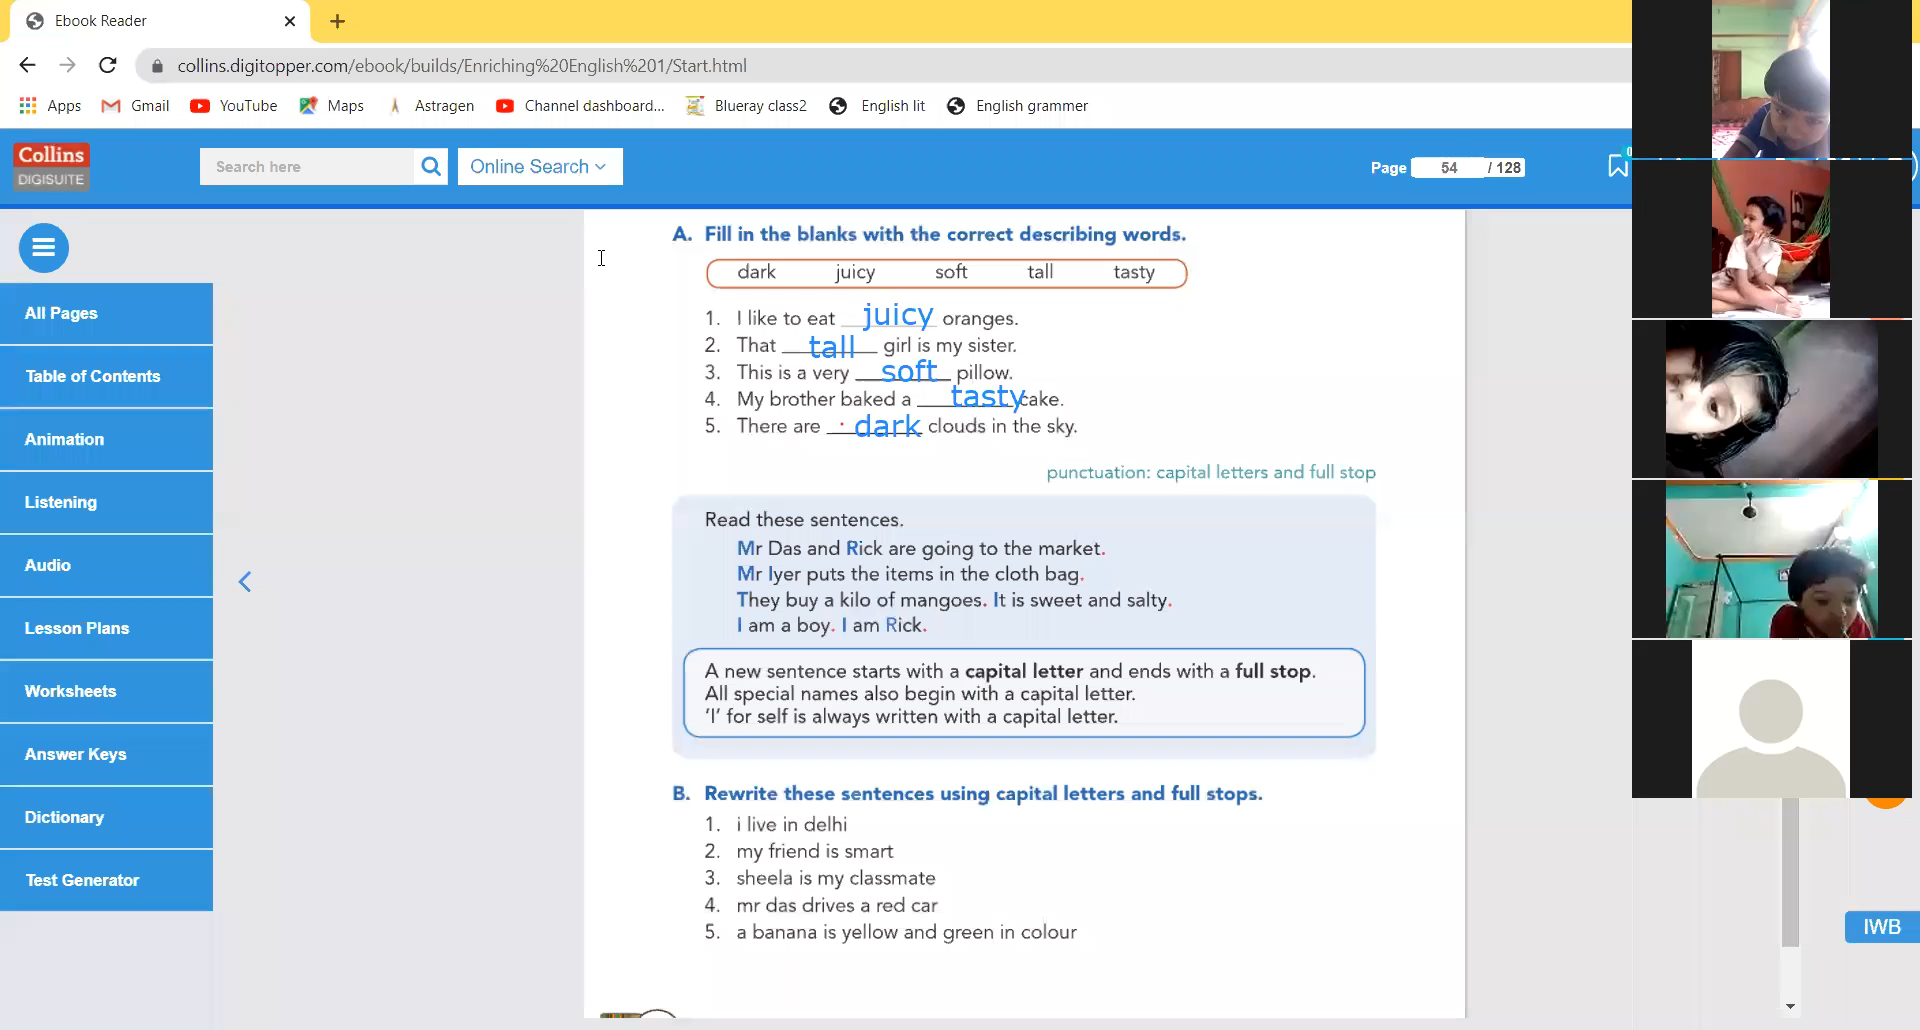 Ebook Reader
collins.digitopper.com/ebook/builds/Enriching%20English%201/Start.html
Apps Gmail YouTube Maps Astragen Channel dashboard... Blueray class2 English lit English grammer
Collins
DIGISUITE
Search here
Online Search
Page 54 / 128
All Pages
Table of Contents
Animation
Listening
Audio
Lesson Plans
Worksheets
Answer Keys
Dictionary
Test Generator
A. Fill in the blanks with the correct describing words.
dark juicy soft tall tasty
1. I like to eat juicy oranges.
2. That tall girl is my sister.
3. This is a very soft pillow.
4. My brother baked a tasty cake.
5. There are dark clouds in the sky.
punctuation: capital letters and full stop
Read these sentences.
Mr Das and Rick are going to the market.
Mr Iyer puts the items in the cloth bag.
They buy a kilo of mangoes. It is sweet and salty.
I am a boy. I am Rick.
A new sentence starts with a capital letter and ends with a full stop.
All special names also begin with a capital letter.
‘I’ for self is always written with a capital letter.
B. Rewrite these sentences using capital letters and full stops.
1. i live in delhi
2. my friend is smart
3. sheela is my classmate
4. mr das drives a red car
5. a banana is yellow and green in colour
IWB